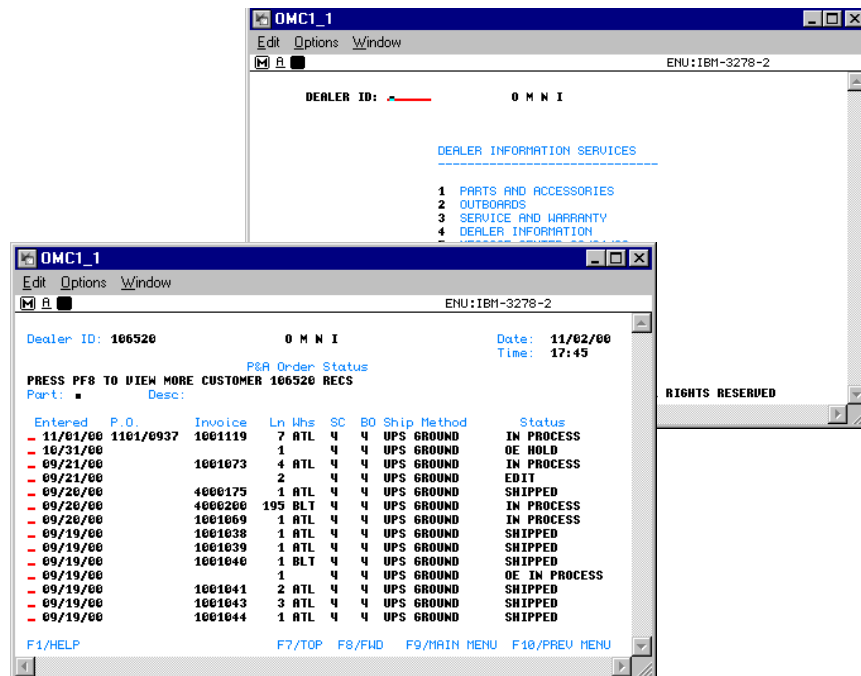 OMC1_1
Edit Options Window
M A ENU:IBM-3278-2
DEALER ID: O M N I
DEALER INFORMATION SERVICES
------------------------------
1 PARTS AND ACCESSORIES
2 OUTBOARDS
3 SERVICE AND WARRANTY
4 DEALER INFORMATION
RIGHTS RESERVED
OMC1_1
Edit Options Window
M A ENU:IBM-3278-2
Dealer ID: 106520 O M N I Date: 11/02/00
Time: 17:45
P&A Order Status
PRESS PF8 TO VIEW MORE CUSTOMER 106520 RECS
Part: Desc:
Entered P.O. Invoice Ln Whs SC BO Ship Method Status
11/01/00 1101/0937 1001119 7 ATL 4 4 UPS GROUND IN PROCESS
10/31/00 1 4 4 UPS GROUND OE HOLD
09/21/00 1001073 4 ATL 4 4 UPS GROUND IN PROCESS
09/21/00 2 4 4 UPS GROUND EDIT
09/20/00 4000175 1 ATL 4 4 UPS GROUND SHIPPED
09/20/00 4000200 195 BLT 4 4 UPS GROUND IN PROCESS
09/20/00 1001069 1 ATL 4 4 UPS GROUND IN PROCESS
09/19/00 1001038 1 ATL 4 4 UPS GROUND SHIPPED
09/19/00 1001039 1 ATL 4 4 UPS GROUND SHIPPED
09/19/00 1001040 1 BLT 4 4 UPS GROUND SHIPPED
09/19/00 1 4 4 UPS GROUND OE IN PROCESS
09/19/00 1001041 2 ATL 4 4 UPS GROUND SHIPPED
09/19/00 1001043 3 ATL 4 4 UPS GROUND SHIPPED
09/19/00 1001044 1 ATL 4 4 UPS GROUND SHIPPED
F1/HELP F7/TOP F8/FWD F9/MAIN MENU F10/PREV MENU